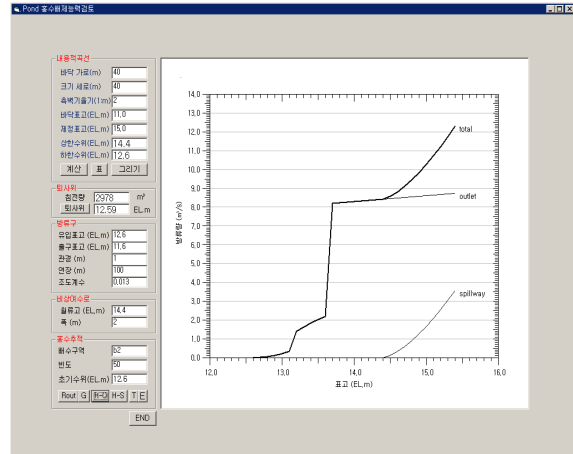 Pond 홍수배제능력검토
내용적곡선
바닥 가로(m) 40
크기 세로(m) 40
측벽기울기(1:m) 2
바닥표고(EL,m) 11,0
제정표고(EL,m) 15,0
상한수위(EL,m) 14.4
하한수위(EL,m) 12.6
계산 표 그리기
퇴사위
침전량 2978 m³
퇴사위 12.59 EL.m
방류구
유입표고 (EL,m) 12,6
출구표고 (EL,m) 11,6
관경 (m) 1
연장 (m) 100
조도계수 0,013
비상여수로
월류고 (EL,m) 14,4
폭 (m) 2
홍수추적
배수구역 b2
빈도 50
초기수위(EL,m) 12.6
Rout G H-Q H-S T E
END
14,0
13,0
12,0
11,0
10,0
9,0
8,0
7,0
6,0
5,0
4,0
3,0
2,0
1,0
0,0
방류량 (m³/s)
total
outlet
spillway
12,0 13,0 14,0 15,0 16,0
표고 (EL,m)